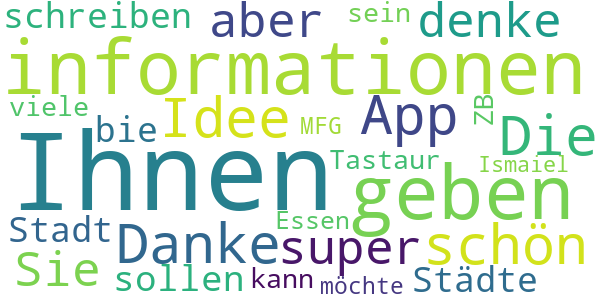 schreiben aber sein denke
informationen
viele bie Idee MFG App ZB Die
Ihnen Tastaur Ismaiel
geben
Stadt Danke Essen super schön
Sie sollen kann möchte Städte